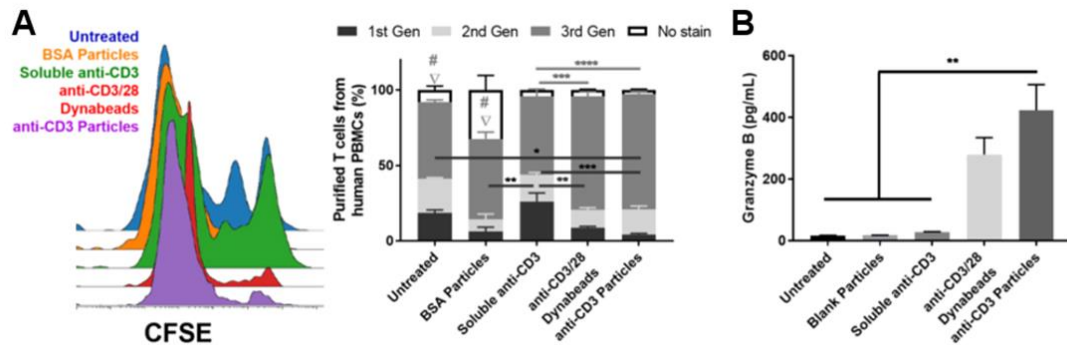 A
Untreated
BSA Particles
Soluble anti-CD3
anti-CD3/28
Dynabeads
anti-CD3 Particles
CFSE
1st Gen 2nd Gen 3rd Gen No stain
Purified T cells from
human PBMCs (%)
100
50
0
#
∇
#
∇
****
***
*
***
**
**
Untreated
BSA Particles
Soluble anti-CD3
anti-CD3/28
Dynabeads
anti-CD3 Particles
B
Granzyme B (pg/mL)
600
400
200
0
**
Untreated
Blank Particles
Soluble anti-CD3
anti-CD3/28
Dynabeads
anti-CD3 Particles